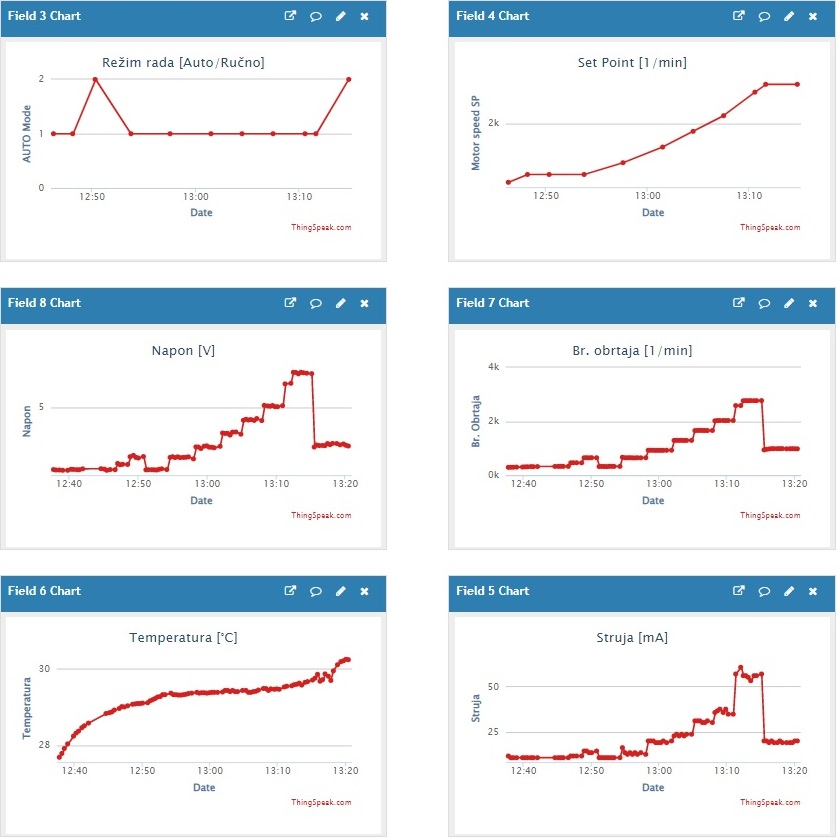 Field 3 Chart
Režim rada [Auto/Ručno]
AUTO Mode
2
1
0
12:50 13:00 13:10
Date
ThingSpeak.com
Field 4 Chart
Set Point [1/min]
Motor speed SP
2k
12:50 13:00 13:10
Date
ThingSpeak.com
Field 8 Chart
Napon [V]
Napon
5
12:40 12:50 13:00 13:10 13:20
Date
ThingSpeak.com
Field 7 Chart
Br. obrtaja [1/min]
Br. Obrtaja
4k
2k
0k
12:40 12:50 13:00 13:10 13:20
Date
ThingSpeak.com
Field 6 Chart
Temperatura [°C]
Temperatura
30
28
12:40 12:50 13:00 13:10 13:20
Date
ThingSpeak.com
Field 5 Chart
Struja [mA]
Struja
50
25
12:40 12:50 13:00 13:10 13:20
Date
ThingSpeak.com